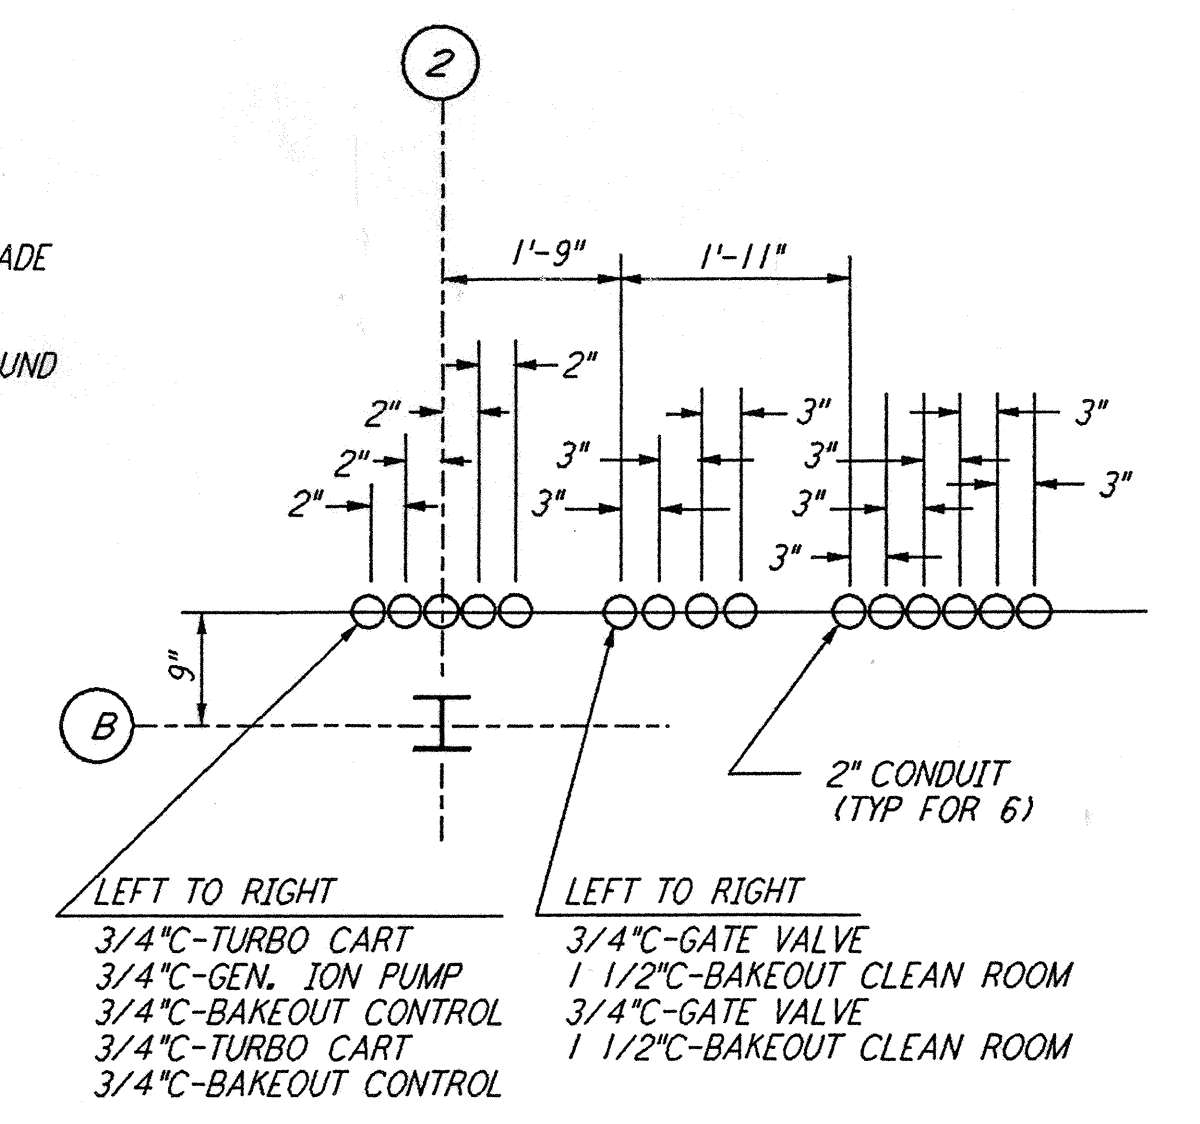 2
ADE
1'-9"
1'-11"
UND
2"
2"
3"
3"
2"
3"
3"
3"
2"
3"
3"
3"
9"
B
2" CONDUIT
(TYP FOR 6)
LEFT TO RIGHT
3/4"C-TURBO CART
3/4"C-GEN. ION PUMP
3/4"C-BAKEOUT CONTROL
3/4"C-TURBO CART
3/4"C-BAKEOUT CONTROL
LEFT TO RIGHT
3/4"C-GATE VALVE
1 1/2"C-BAKEOUT CLEAN ROOM
3/4"C-GATE VALVE
1 1/2"C-BAKEOUT CLEAN ROOM